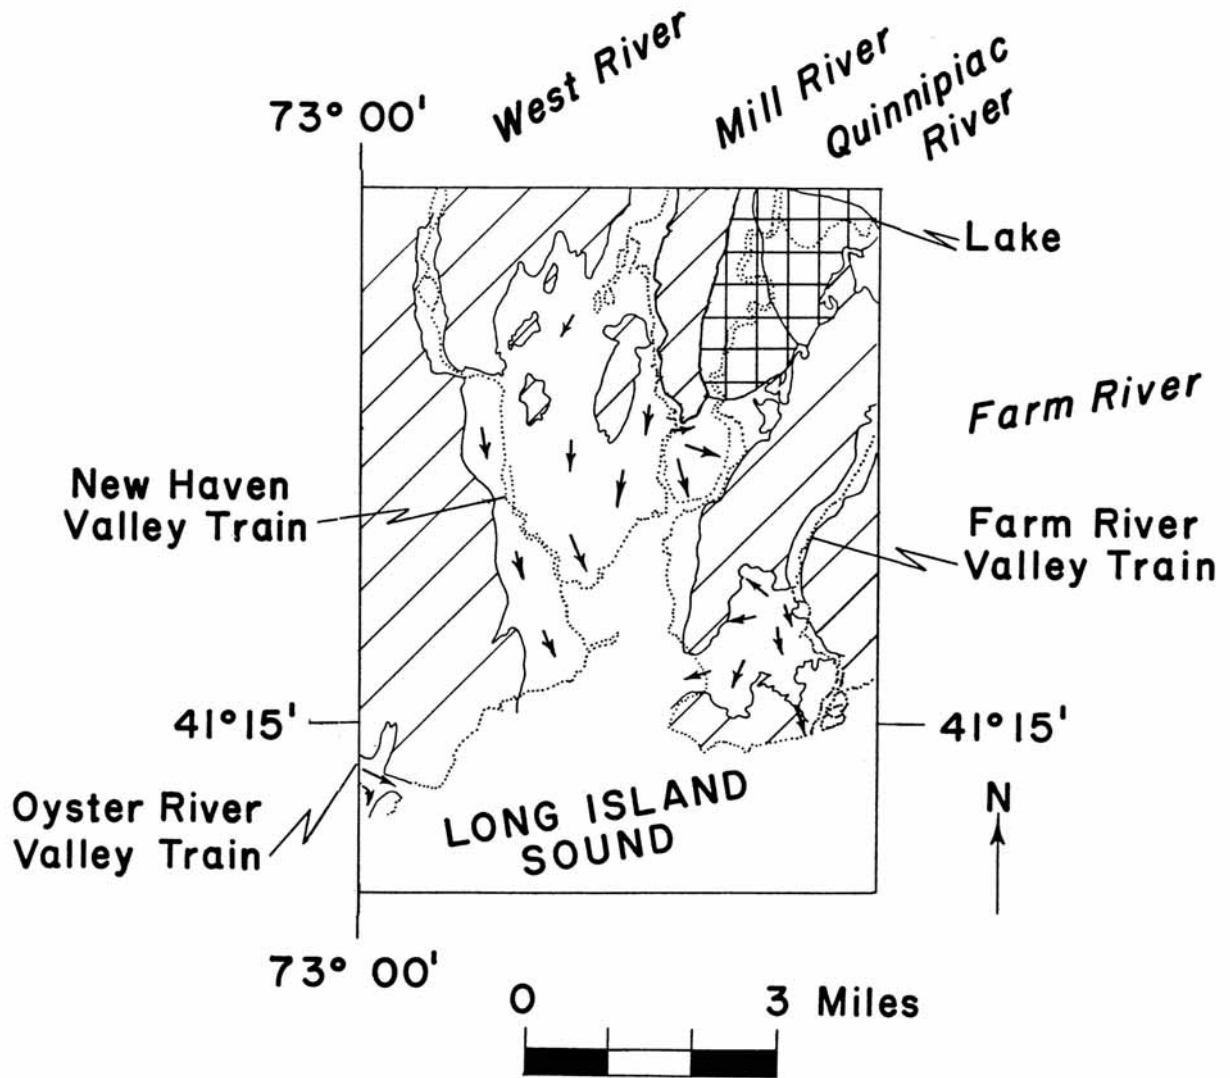 West River
Mill River
Quinnipiac
River
73° 00'
Lake
Farm River
New Haven
Valley Train
Farm River
Valley Train
41°15'
41°15'
Oyster River
Valley Train
LONG ISLAND
SOUND
N
73° 00'
0 3 Miles